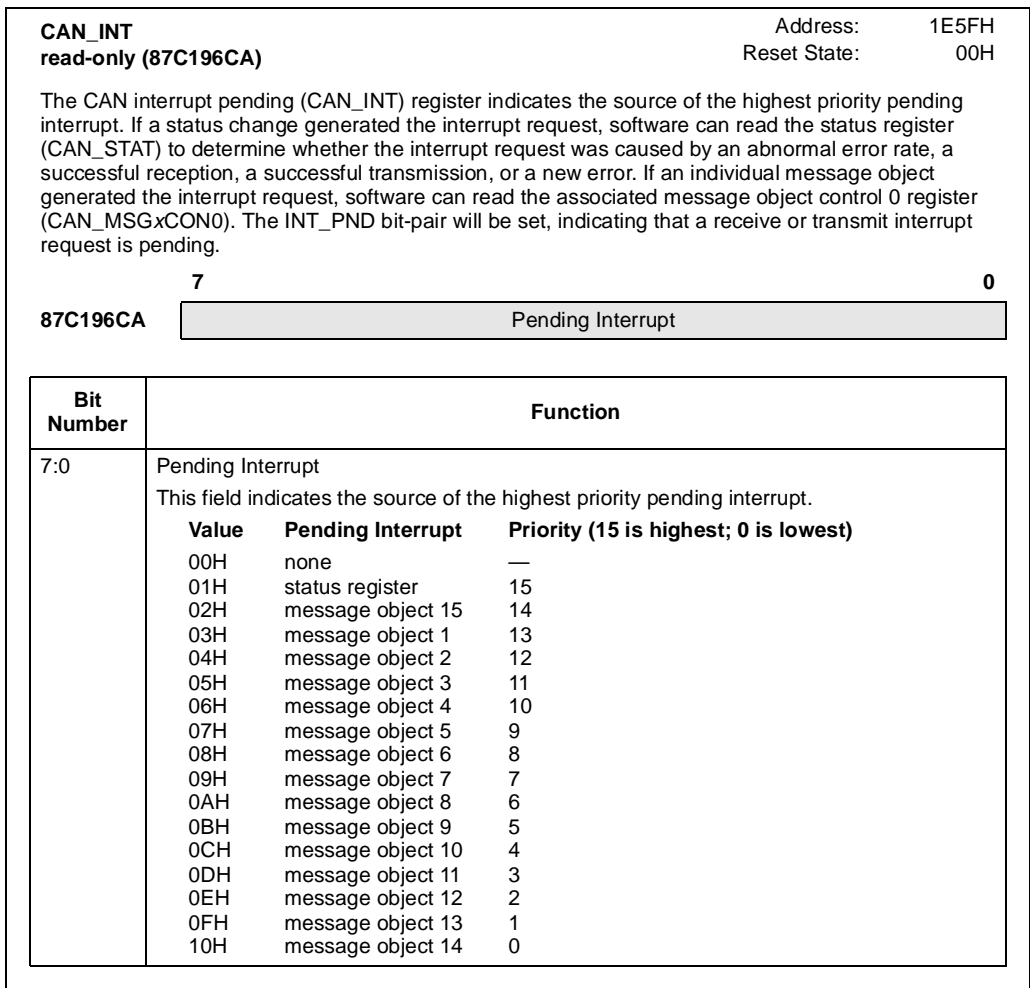 CAN_INT Address: 1E5FH
read-only (87C196CA) Reset State: 00H
The CAN interrupt pending (CAN_INT) register indicates the source of the highest priority pending
interrupt. If a status change generated the interrupt request, software can read the status register
(CAN_STAT) to determine whether the interrupt request was caused by an abnormal error rate, a
successful reception, a successful transmission, or a new error. If an individual message object
generated the interrupt request, software can read the associated message object control 0 register
(CAN_MSGxCON0). The INT_PND bit-pair will be set, indicating that a receive or transmit interrupt
request is pending.
7 0
87C196CA Pending Interrupt
Bit Number Function
7:0 Pending Interrupt
This field indicates the source of the highest priority pending interrupt.
Value Pending Interrupt Priority (15 is highest; 0 is lowest)
00H none —
01H status register 15
02H message object 15 14
03H message object 1 13
04H message object 2 12
05H message object 3 11
06H message object 4 10
07H message object 5 9
08H message object 6 8
09H message object 7 7
0AH message object 8 6
0BH message object 9 5
0CH message object 10 4
0DH message object 11 3
0EH message object 12 2
0FH message object 13 1
10H message object 14 0